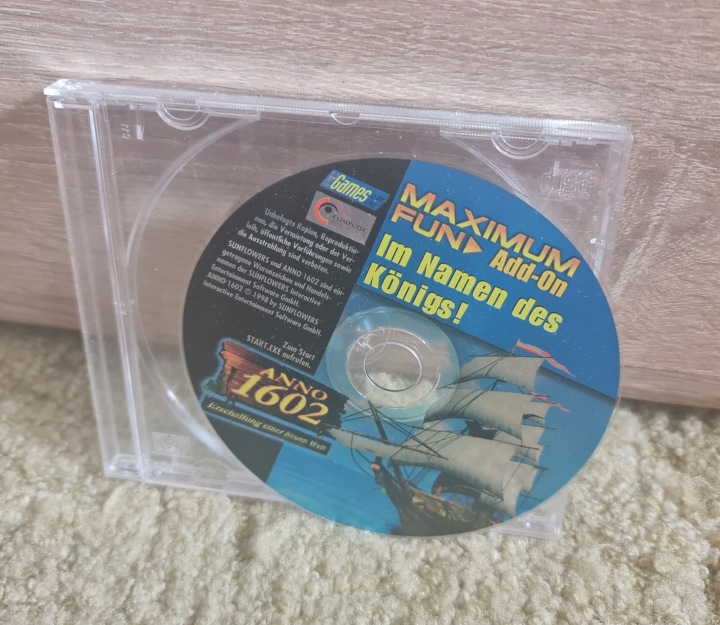 Games
COMPUTEC
MAXIMUM
FUN Add-On
Im Namen des
Königs!
Unbefugte Kopien, Reproduktio-
nen, die Vermietung oder der Ver-
leih, öffentliche Vorführungen sowie
die Ausstrahlung sind verboten.
SUNFLOWERS und ANNO 1602 sind ein-
getragene Warenzeichen und Handels-
namen der SUNFLOWERS Interactive
Entertainment Software GmbH.
ANNO 1602 © 1998 by SUNFLOWERS
Interactive Entertainment Software GmbH.
Zum Start
START.EXE aufrufen.
ANNO
1602
Erschaffung einer neuen Welt